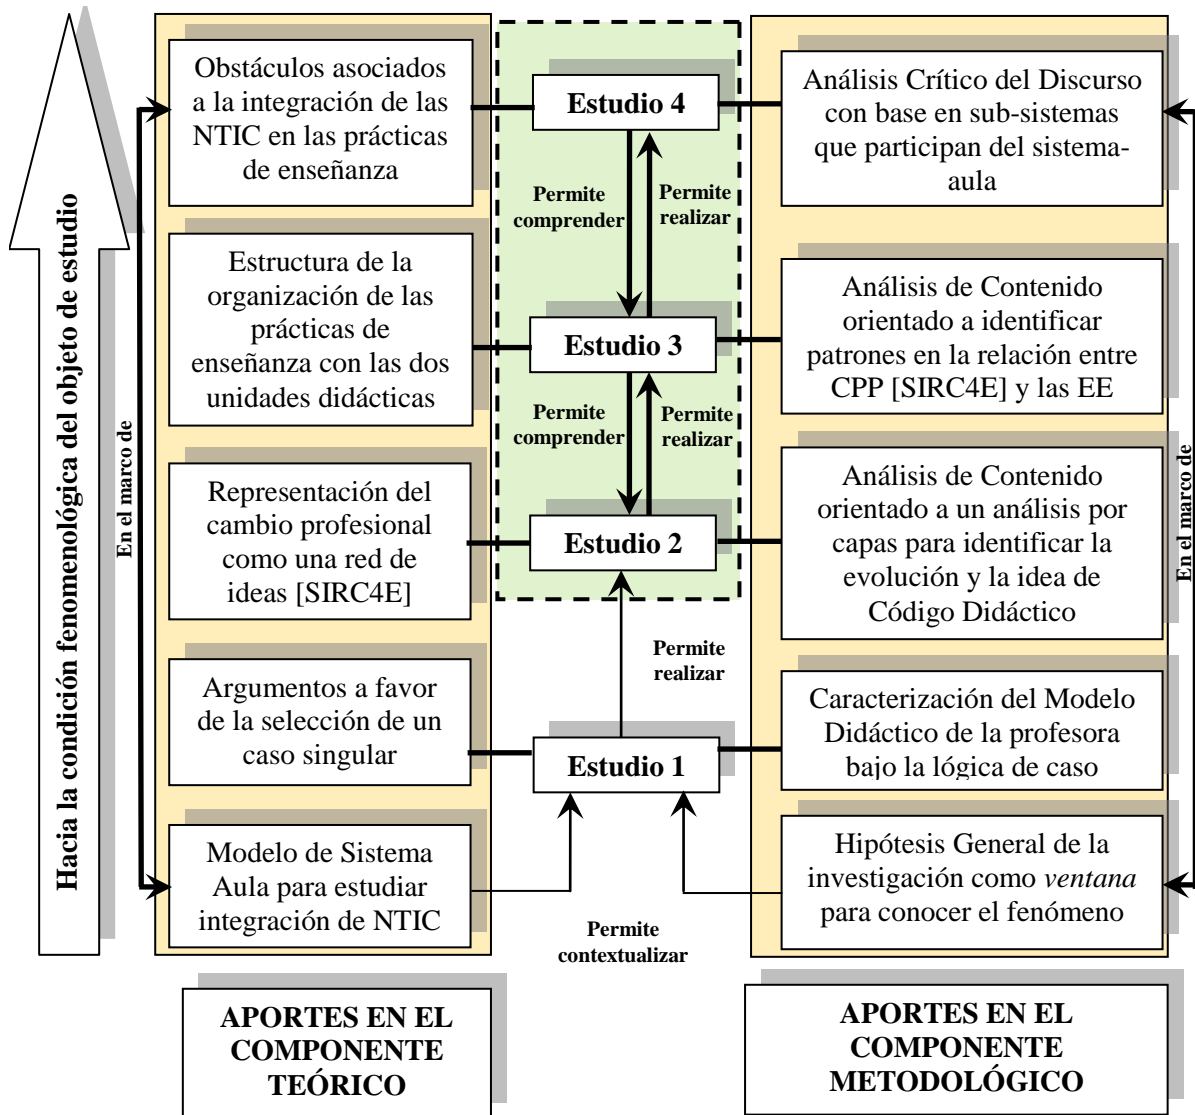 Hacia la condición fenomenológica del objeto de estudio
En el marco de
Obstáculos asociados
a la integración de las
NTIC en las prácticas
de enseñanza
Estructura de la
organización de las
prácticas de
enseñanza con las dos
unidades didácticas
Representación del
cambio profesional
como una red de
ideas [SIRC4E]
Argumentos a favor
de la selección de un
caso singular
Modelo de Sistema
Aula para estudiar
integración de NTIC
APORTES EN EL
COMPONENTE
TEÓRICO
Estudio 4
Permite
comprender
Permite
realizar
Estudio 3
Permite
comprender
Permite
realizar
Estudio 2
Permite
realizar
Estudio 1
Permite
contextualizar
Análisis Crítico del Discurso
con base en sub-sistemas
que participan del sistema-
aula
Análisis de Contenido
orientado a identificar
patrones en la relación entre
CPP [SIRC4E] y las EE
Análisis de Contenido
orientado a un análisis por
capas para identificar la
evolución y la idea de
Código Didáctico
Caracterización del Modelo
Didáctico de la profesora
bajo la lógica de caso
Hipótesis General de la
investigación como ventana
para conocer el fenómeno
En el marco de
APORTES EN EL
COMPONENTE
METODOLÓGICO